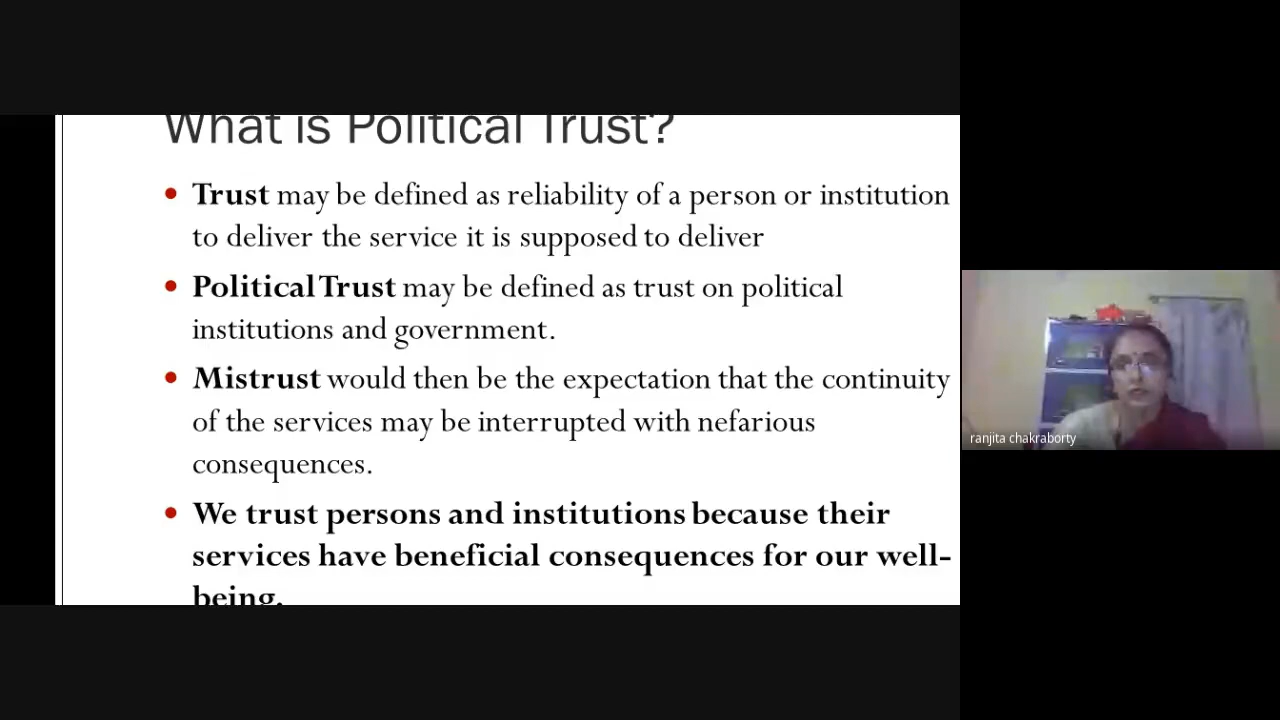 What is Political Trust?
• Trust may be defined as reliability of a person or institution
to deliver the service it is supposed to deliver
• Political Trust may be defined as trust on political
institutions and government.
• Mistrust would then be the expectation that the continuity
of the services may be interrupted with nefarious
consequences.
• We trust persons and institutions because their
services have beneficial consequences for our well-
being.
ranjita chakraborty